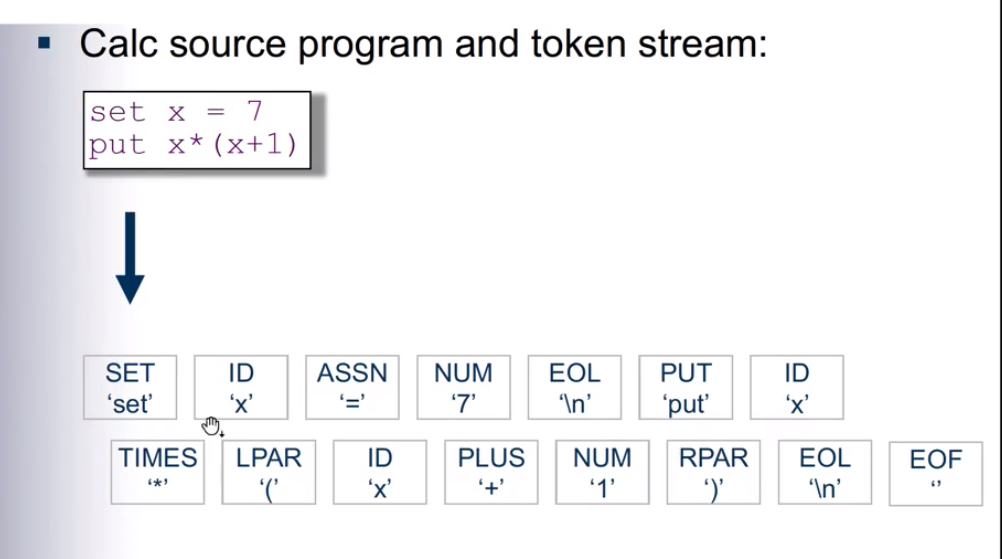 ▪ Calc source program and token stream:
set x = 7
put x*(x+1)
SET ID ASSN NUM EOL PUT ID
‘set’ ‘x’ ‘=’ ‘7’ ‘\n’ ‘put’ ‘x’
TIMES LPAR ID PLUS NUM RPAR EOL EOF
‘*’ ‘(’ ‘x’ ‘+’ ‘1’ ‘)’ ‘\n’ ‘’